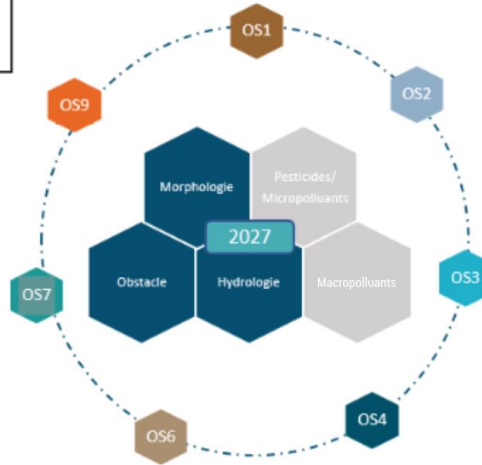 OS1
OS2
OS9
Pesticides/
Micropolluants
Morphologie
2027
Obstacle
Hydrologie
Macropolluants
OS3
OS7
OS4
OS6